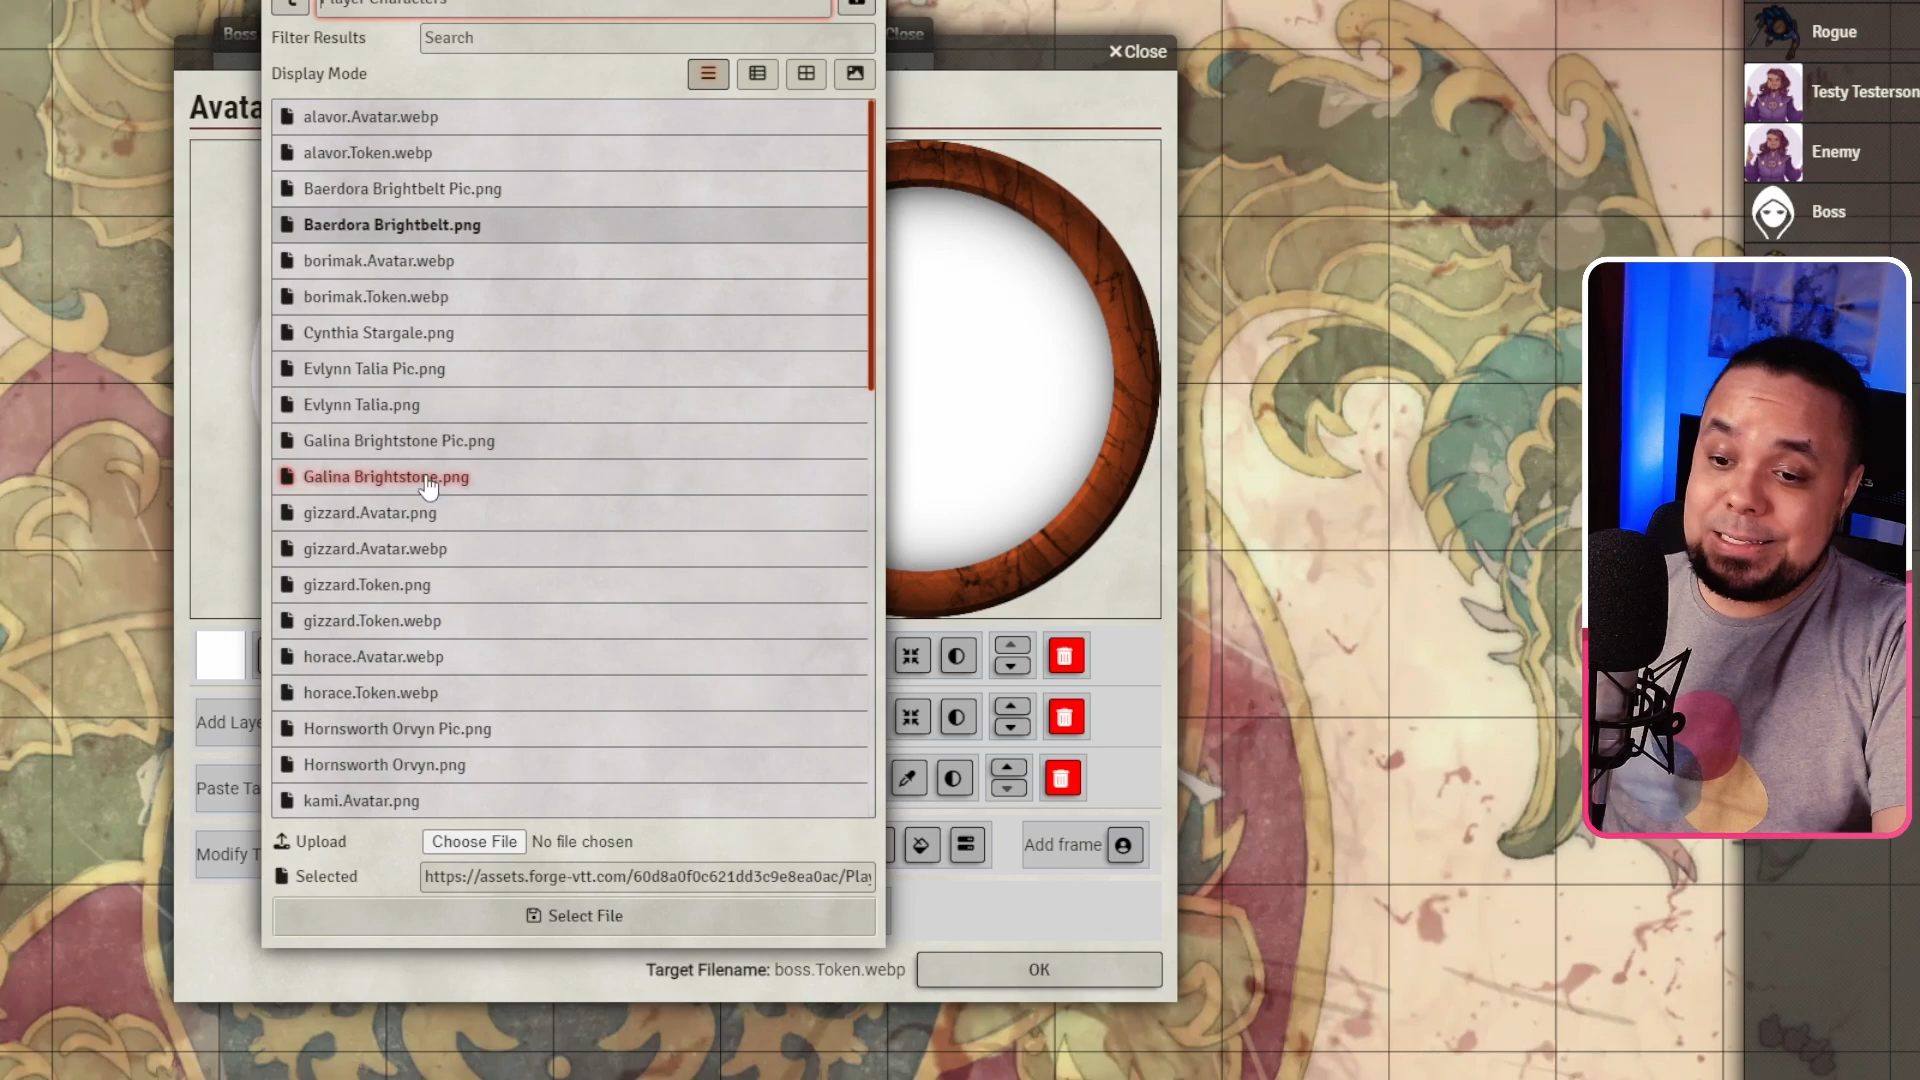 Player Characters
Boss
Close
Filter Results
Search
Close
Display Mode
Avata
alavor.Avatar.webp
alavor.Token.webp
Baerdora Brightbelt Pic.png
Baerdora Brightbelt.png
borimak.Avatar.webp
borimak.Token.webp
Cynthia Stargale.png
Evlynn Talia Pic.png
Evlynn Talia.png
Galina Brightstone Pic.png
Galina Brightstone.png
gizzard.Avatar.png
gizzard.Avatar.webp
gizzard.Token.png
gizzard.Token.webp
horace.Avatar.webp
horace.Token.webp
Hornsworth Orvyn Pic.png
Hornsworth Orvyn.png
kami.Avatar.png
Add Laye
Paste Ta
Modify T
Add frame
Upload
Choose File No file chosen
Selected
https://assets.forge-vtt.com/60d8a0f0c621dd3c9e8ea0ac/Play
Select File
Target Filename: boss.Token.webp
OK
Rogue
Testy Testerson
Enemy
Boss